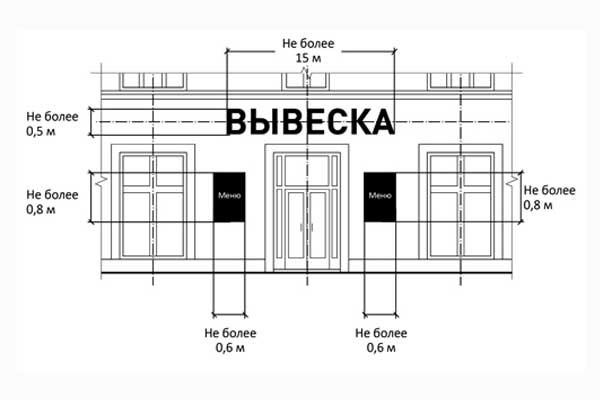 Не более
15 м
Не более
0,5 м
ВЫВЕСКА
Не более
0,8 м
Меню
Меню
Не более
0,8 м
Не более
0,6 м
Не более
0,6 м